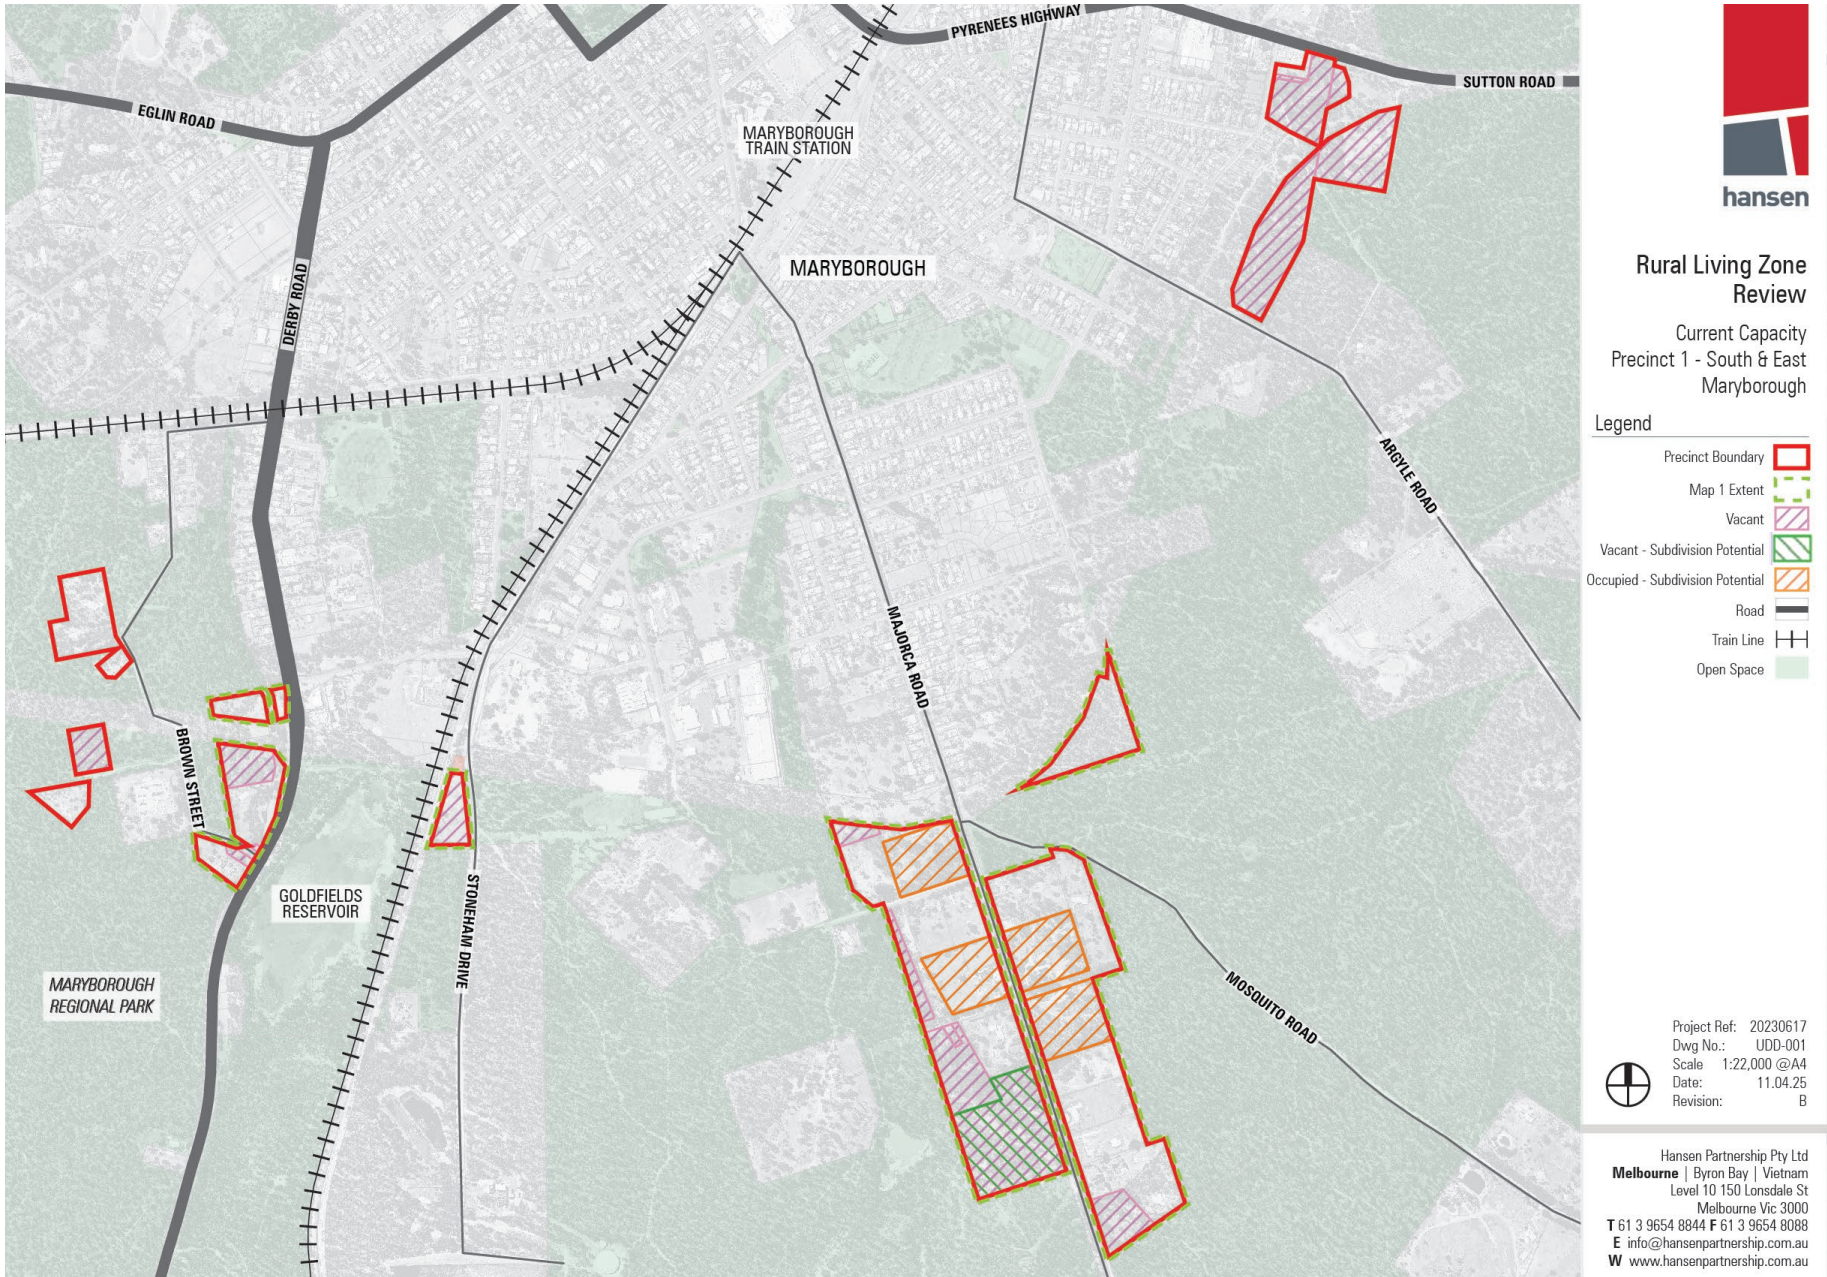 PYRENEES HIGHWAY
SUTTON ROAD
EGLIN ROAD
MARYBOROUGH
TRAIN STATION
MARYBOROUGH
DERBY ROAD
ARGYLE ROAD
MAJORCA ROAD
BROWN STREET
GOLDFIELDS
RESERVOIR
STONEHAM DRIVE
MARYBOROUGH
REGIONAL PARK
MOSQUITO ROAD
hansen
Rural Living Zone
Review
Current Capacity
Precinct 1 - South & East
Maryborough
Legend
Precinct Boundary
Map 1 Extent
Vacant
Vacant - Subdivision Potential
Occupied - Subdivision Potential
Road
Train Line
Open Space
Project Ref: 20230617
Dwg No.: UDD-001
Scale 1:22,000 @A4
Date: 11.04.25
Revision: B
Hansen Partnership Pty Ltd
Melbourne | Byron Bay | Vietnam
Level 10 150 Lonsdale St
Melbourne Vic 3000
T 61 3 9654 8844 F 61 3 9654 8088
E info@hansenpartnership.com.au
W www.hansenpartnership.com.au